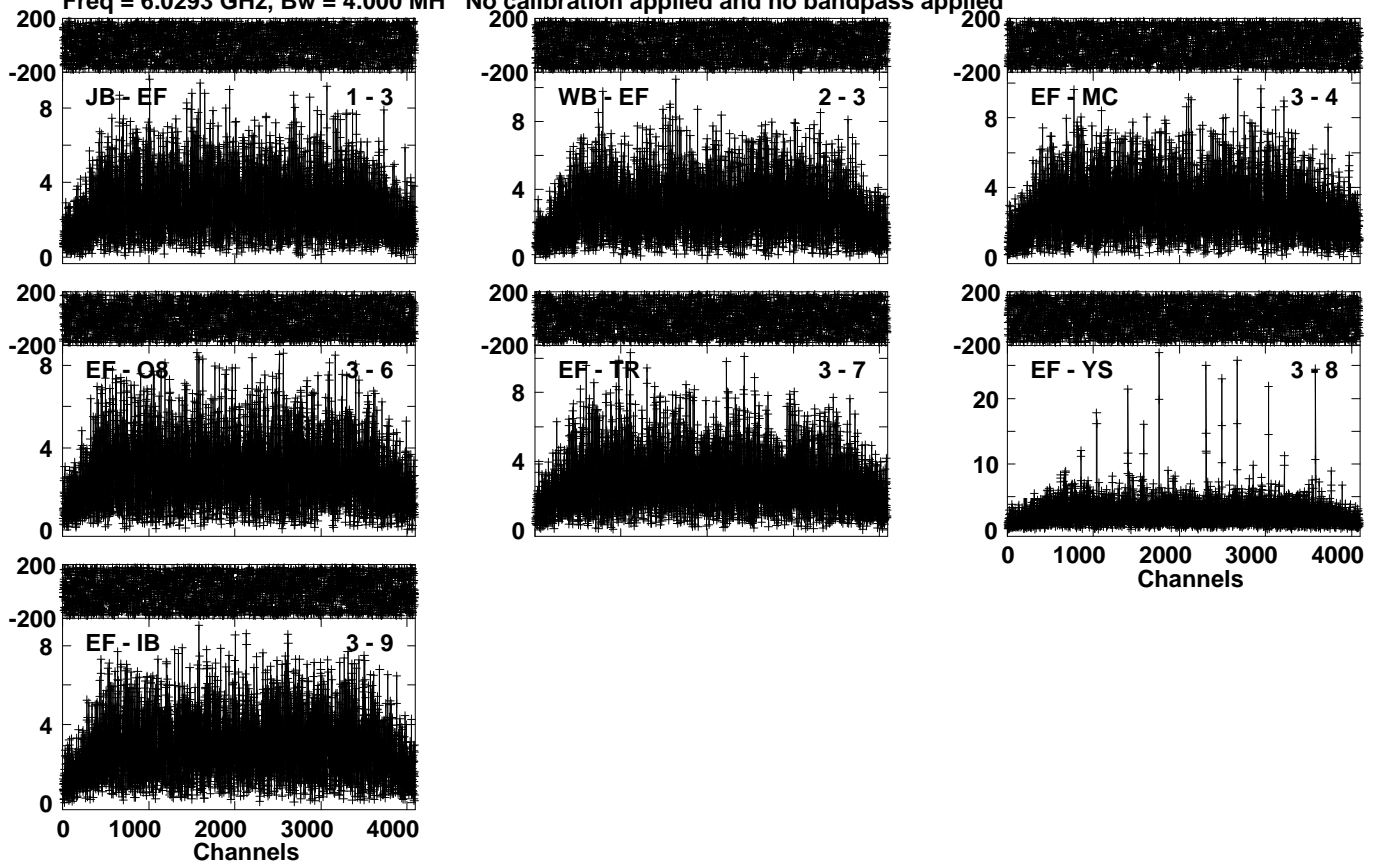 Freq = 6.0293 GHz, Bw = 4.000 MH No calibration applied and no bandpass applied
200 200 200
-200 -200 -200
JB - EF 1 - 3 WB - EF 2 - 3 EF - MC 3 - 4
8 8 8
4 4 4
0 0 0
200 200 200
-200 -200 -200
EF - O8 3 - 6 EF - TR 3 - 7 EF - YS 3 - 8
8 8 20
4 4 10
0 0 0
0 1000 2000 3000 4000
Channels
200
-200
EF - IB 3 - 9
8
4
0
0 1000 2000 3000 4000
Channels